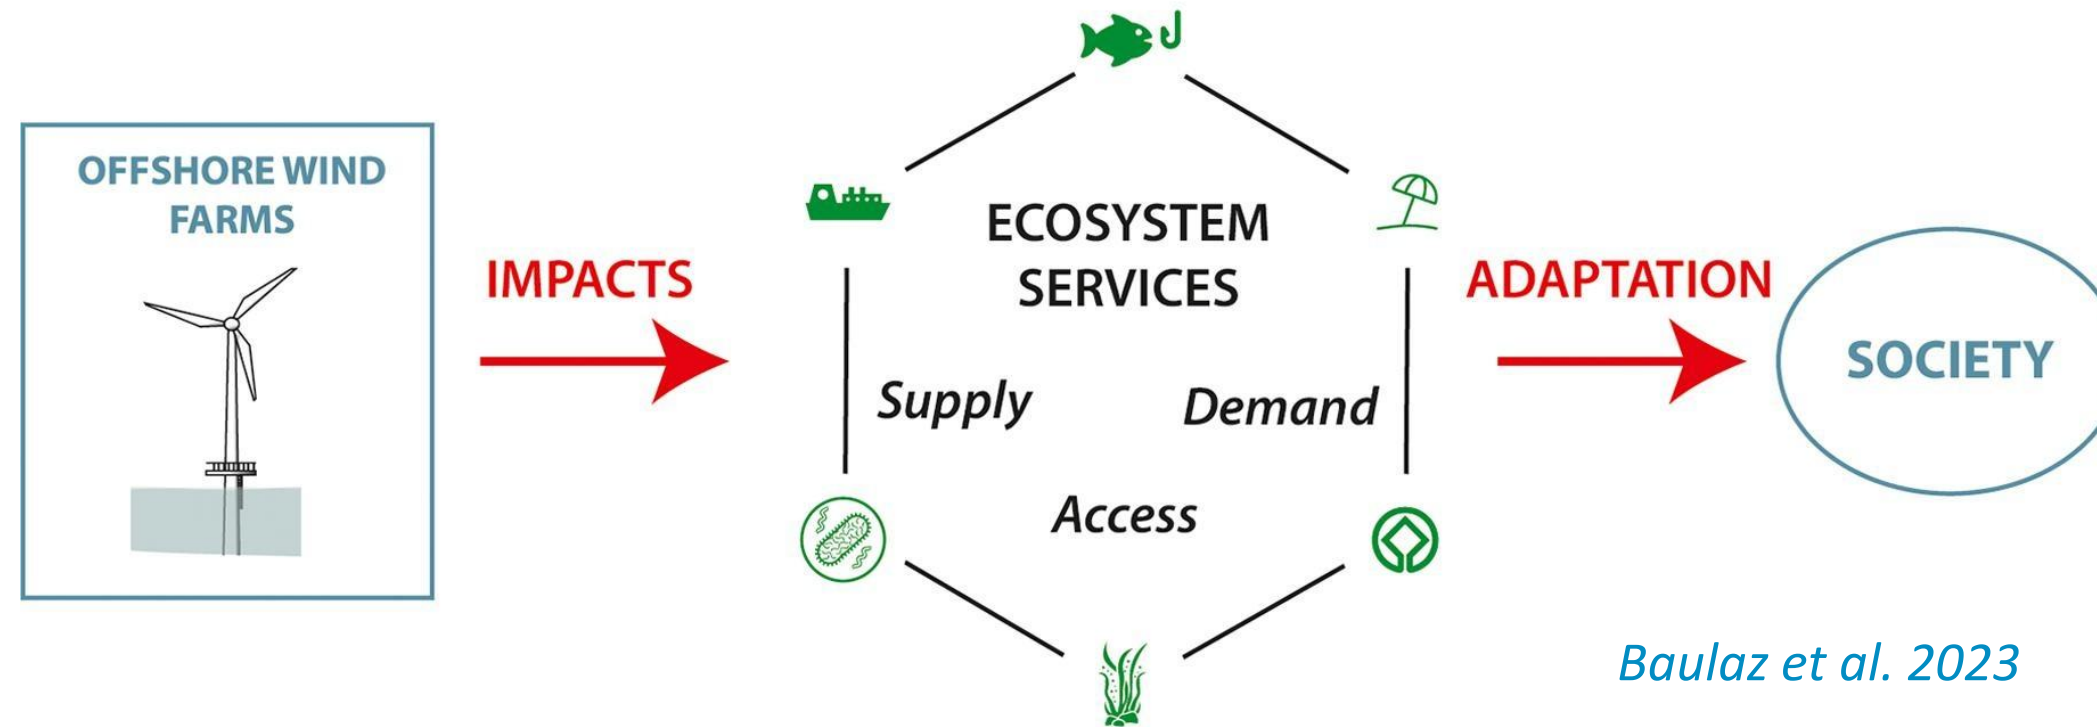 OFFSHORE WIND
FARMS
IMPACTS
ECOSYSTEM
SERVICES
Supply
Demand
Access
ADAPTATION
SOCIETY
Baulaz et al. 2023